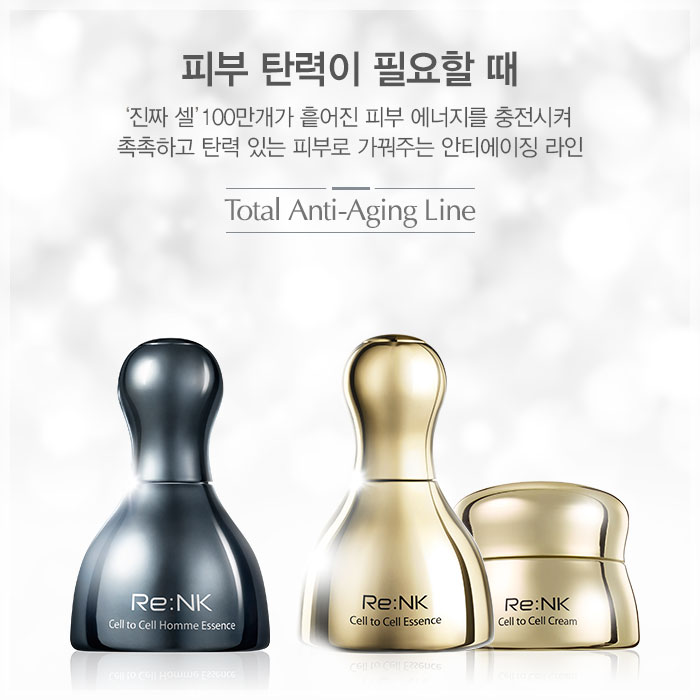 피부 탄력이 필요할 때
‘진짜 셀’ 100만개가 흩어진 피부 에너지를 충전시켜
촉촉하고 탄력 있는 피부로 가꿔주는 안티에이징 라인
Total Anti-Aging Line
Re:NK
Cell to Cell Homme Essence
Re:NK
Cell to Cell Essence
Re:NK
Cell to Cell Cream